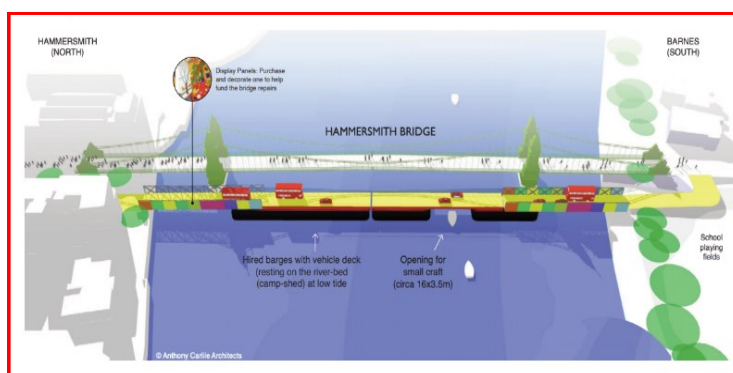 HAMMERSMITH
(NORTH)
BARNES
(SOUTH)
Display Panels: Purchase
and decorate one to help
fund the bridge repairs
HAMMERSMITH BRIDGE
Hired barges with vehicle deck
(resting on the river-bed
(camp-shed) at low tide
Opening for
small craft
(circa 16x3.5m)
School
playing
fields
© Anthony Carlile Architects